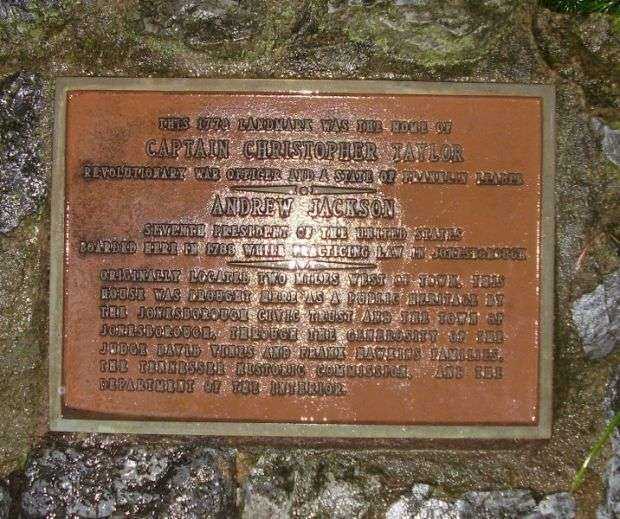 THIS 1778 LANDMARK WAS THE HOME OF
CAPTAIN CHRISTOPHER TAYLOR
REVOLUTIONARY WAR OFFICER AND A STATE OF FRANKLIN LEADER
ANDREW JACKSON
SEVENTH PRESIDENT OF THE UNITED STATES
BOARDED HERE IN 1788 WHILE PRACTICING LAW IN JONESBOROUGH
ORIGINALLY LOCATED TWO MILES WEST OF TOWN, THIS
HOUSE WAS BROUGHT HERE AS A PUBLIC HERITAGE BY
THE JONESBOROUGH CIVIC TRUST AND THE TOWN OF
JONESBOROUGH, THROUGH THE GENEROSITY OF THE
JUDGE DAVID VINES AND FRANK HAWKINS FAMILIES,
THE TENNESSEE HISTORIC COMMISSION, AND THE
DEPARTMENT OF THE INTERIOR.